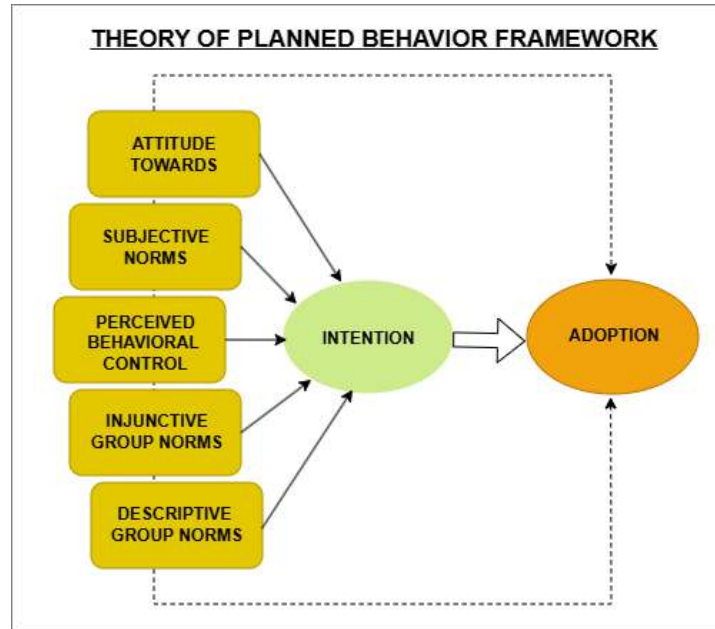 THEORY OF PLANNED BEHAVIOR FRAMEWORK
ATTITUDE
TOWARDS
SUBJECTIVE
NORMS
PERCEIVED
BEHAVIORAL
CONTROL
INJUNCTIVE
GROUP NORMS
DESCRIPTIVE
GROUP NORMS
INTENTION
ADOPTION